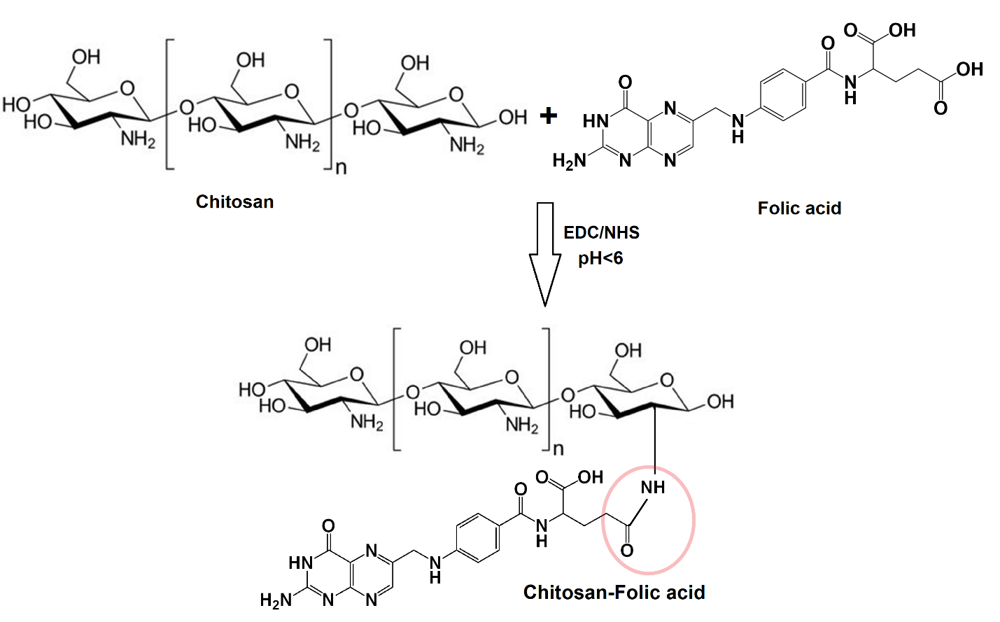 OH OH OH
O O O
HO O O OH
HO HO HO
NH₂ NH₂ NH₂
n
+
O OH
O OH
O
N H
O
O
HN N
N H
H₂N N N
Chitosan
Folic acid
EDC/NHS
pH<6
OH OH OH
O O O
HO O O OH
HO HO HO
NH₂ NH₂
n
NH
O OH
O
N H
O
O
HN N
N H
H₂N N N
Chitosan-Folic acid